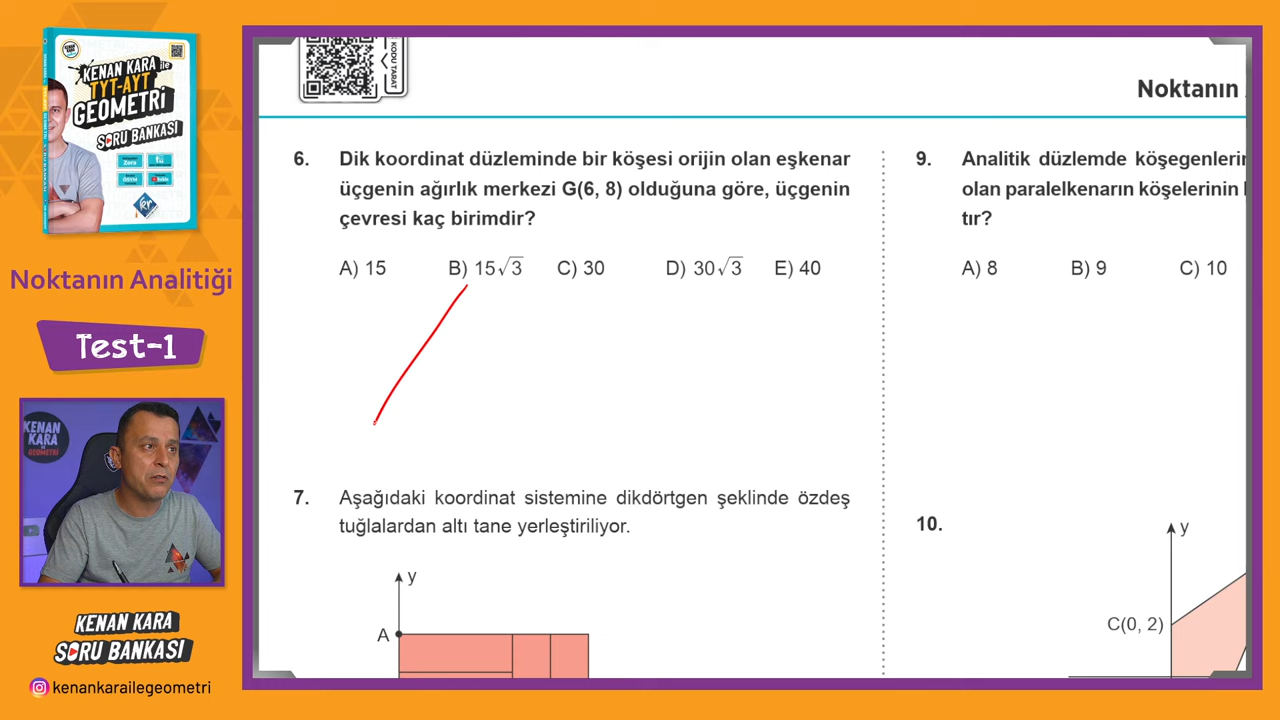 KENAN KARA ile
TYT-AYT
GEOMETRİ
SORU BANKASI
Noktanın Analitiği
Test-1
KENAN
KARA
GEOMETRİ
KENAN KARA
SORU BANKASI
kenankarailegeometri
KODU TARAT
Noktanın
6. Dik koordinat düzleminde bir köşesi orijin olan eşkenar
üçgenin ağırlık merkezi G(6, 8) olduğuna göre, üçgenin
çevresi kaç birimdir?
A) 15 B) 15√3 C) 30 D) 30√3 E) 40
7. Aşağıdaki koordinat sistemine dikdörtgen şeklinde özdeş
tuğlalardan altı tane yerleştiriliyor.
y
A
9. Analitik düzlemde köşegenlerin
olan paralelkenarın köşelerinin
tır?
A) 8 B) 9 C) 10
10.
y
C(0, 2)